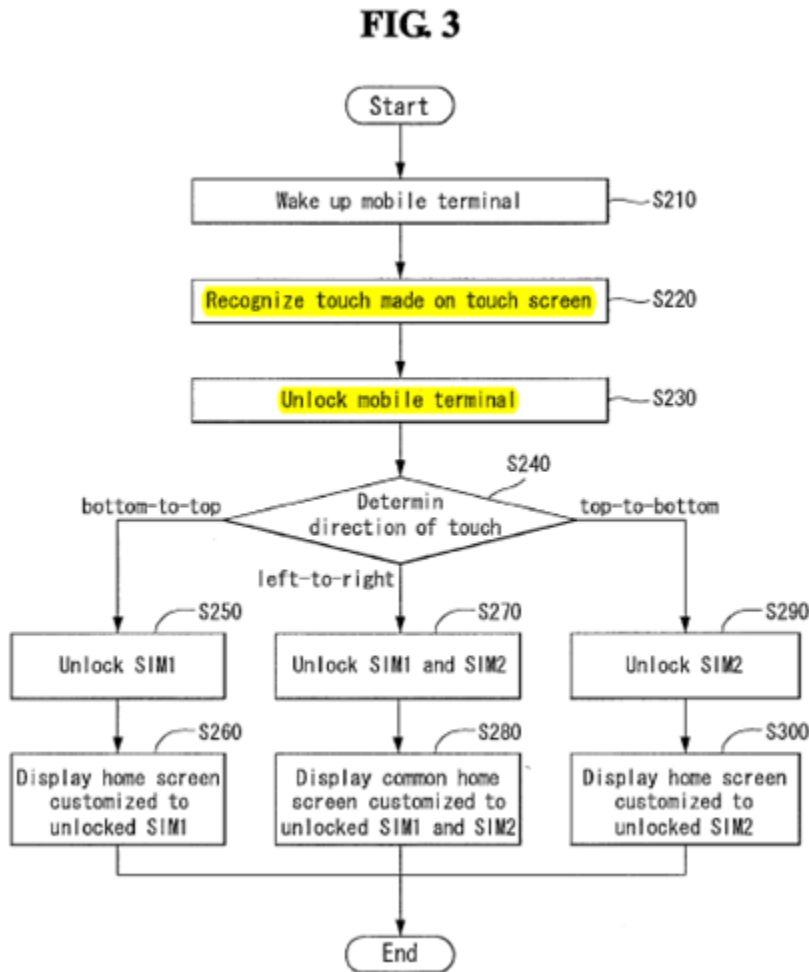 FIG. 3
Start
Wake up mobile terminal
S210
Recognize touch made on touch screen
S220
Unlock mobile terminal
S230
S240
Determin
direction of touch
bottom-to-top
left-to-right
top-to-bottom
S250
Unlock SIM1
S270
Unlock SIM1 and SIM2
S290
Unlock SIM2
S260
Display home screen
customized to
unlocked SIM1
S280
Display common home
screen customized to
unlocked SIM1 and SIM2
S300
Display home screen
customized to
unlocked SIM2
End